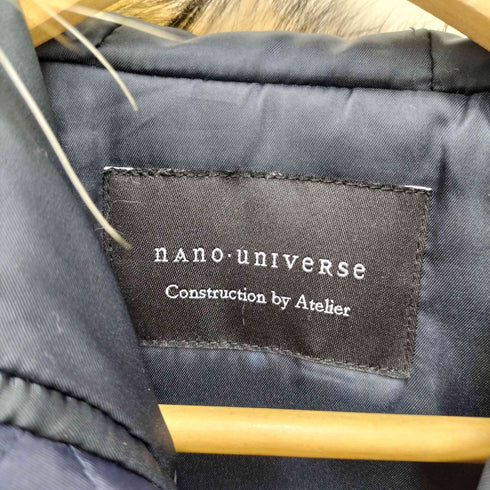 nAno·universe
Construction by Atelier